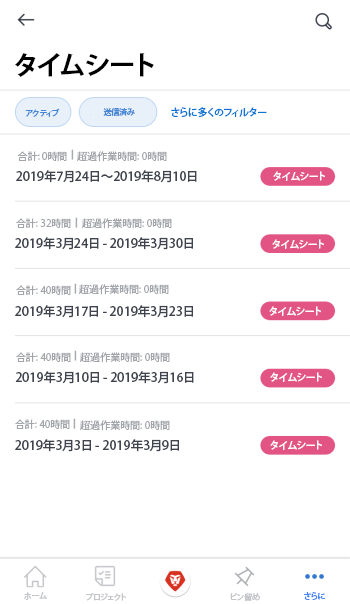 タイムシート
アクティブ 送信済み さらに多くのフィルター
合計: 0時間 | 超過作業時間: 0時間
2019年7月24日〜2019年8月10日 タイムシート
合計: 32時間 | 超過作業時間: 0時間
2019年3月24日 - 2019年3月30日 タイムシート
合計: 40時間 | 超過作業時間: 0時間
2019年3月17日 - 2019年3月23日 タイムシート
合計: 40時間 | 超過作業時間: 0時間
2019年3月10日 - 2019年3月16日 タイムシート
合計: 40時間 | 超過作業時間: 0時間
2019年3月3日 - 2019年3月9日 タイムシート
ホーム プロジェクト ピン留め さらに